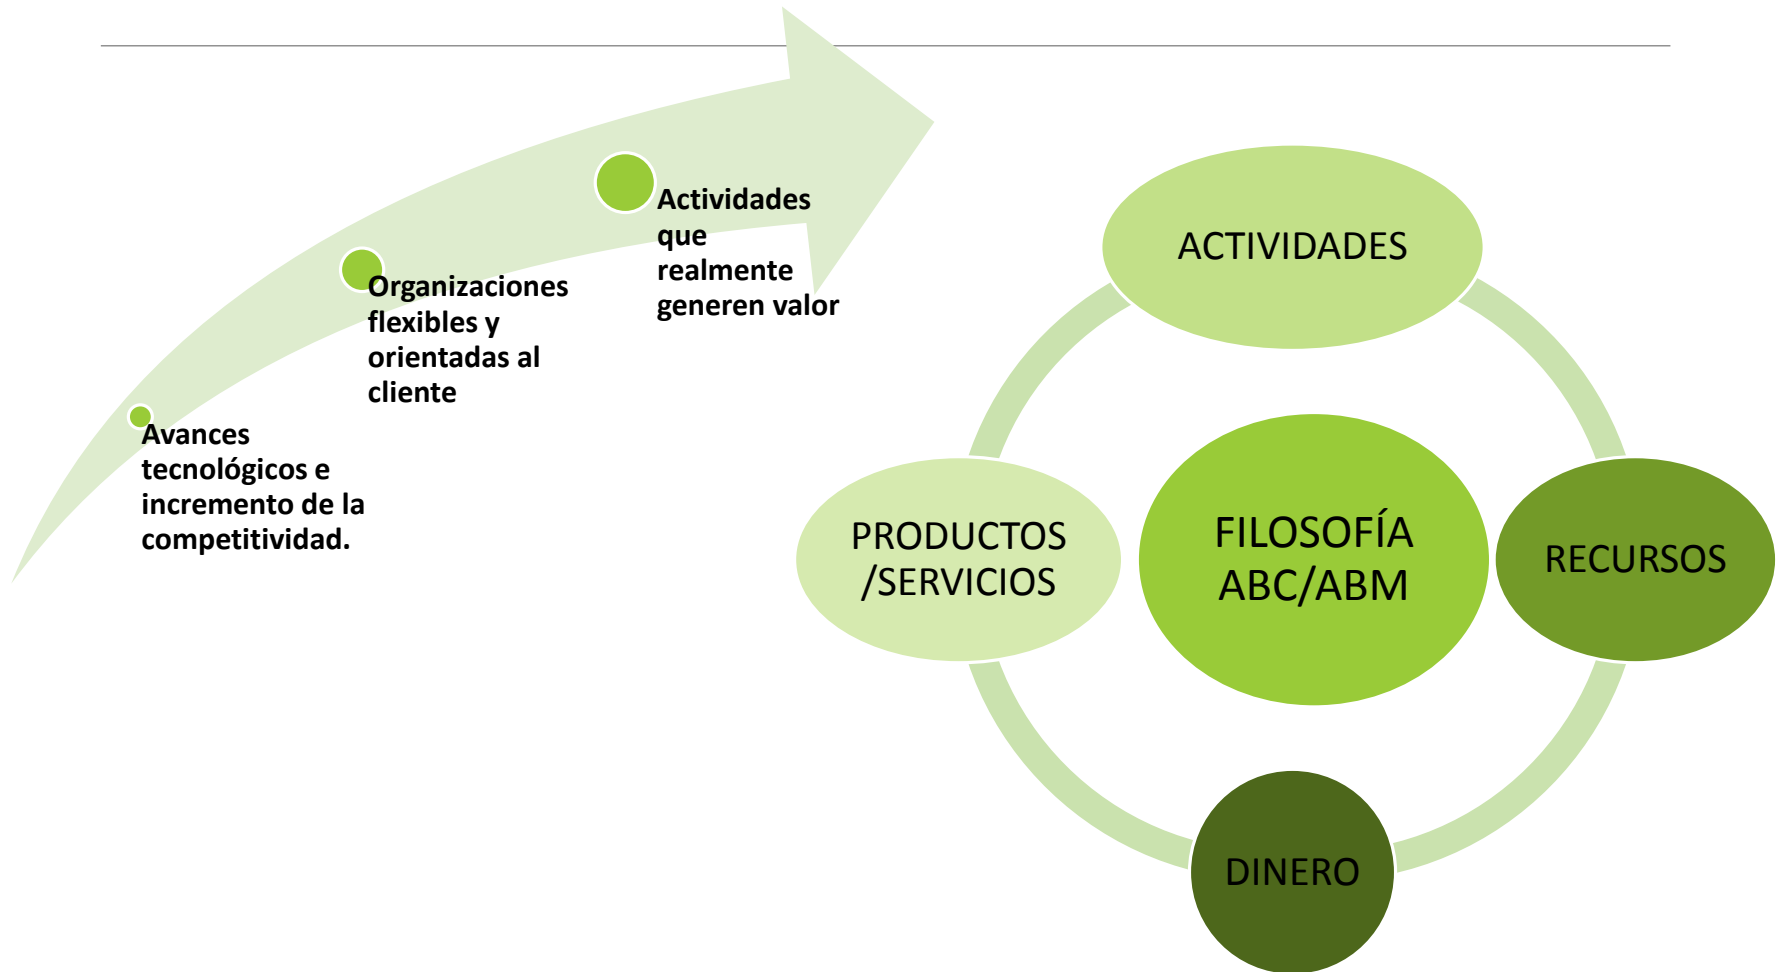 Avances
tecnológicos e
incremento de la
competitividad.
Organizaciones
flexibles y
orientadas al
cliente
Actividades
que
realmente
generen valor
ACTIVIDADES
PRODUCTOS
/SERVICIOS
FILOSOFÍA
ABC/ABM
RECURSOS
DINERO